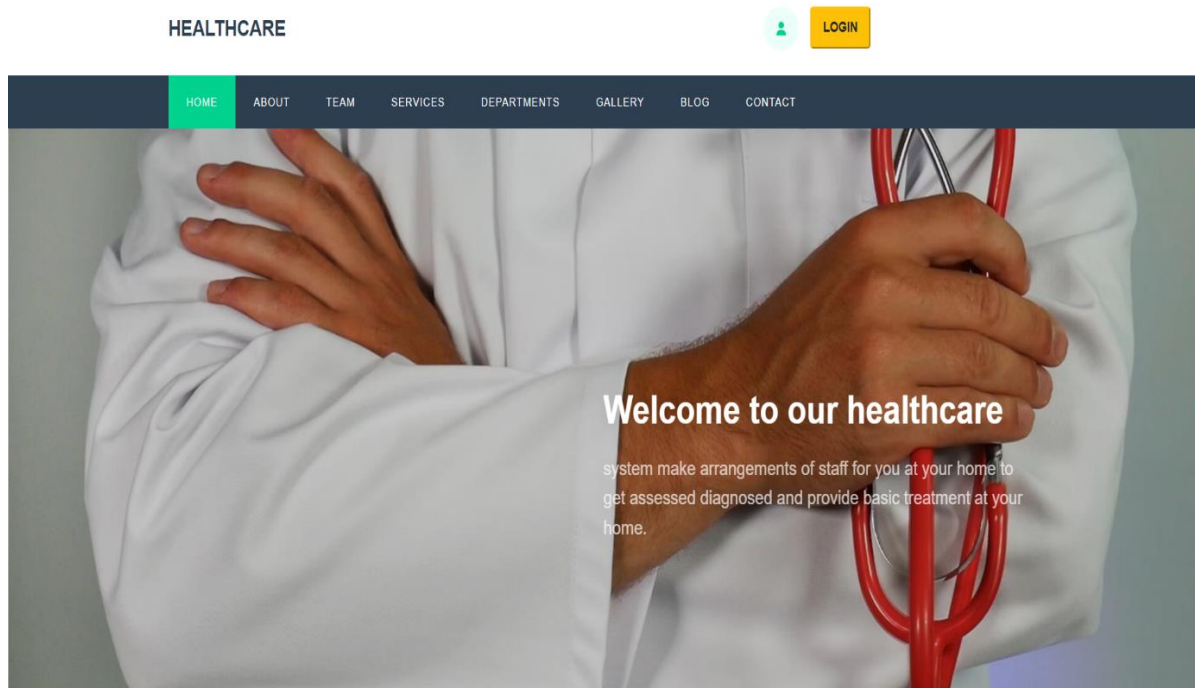 HEALTHCARE
LOGIN
HOME ABOUT TEAM SERVICES DEPARTMENTS GALLERY BLOG CONTACT
Welcome to our healthcare
system make arrangements of staff for you at your home to
get assessed diagnosed and provide basic treatment at your
home.